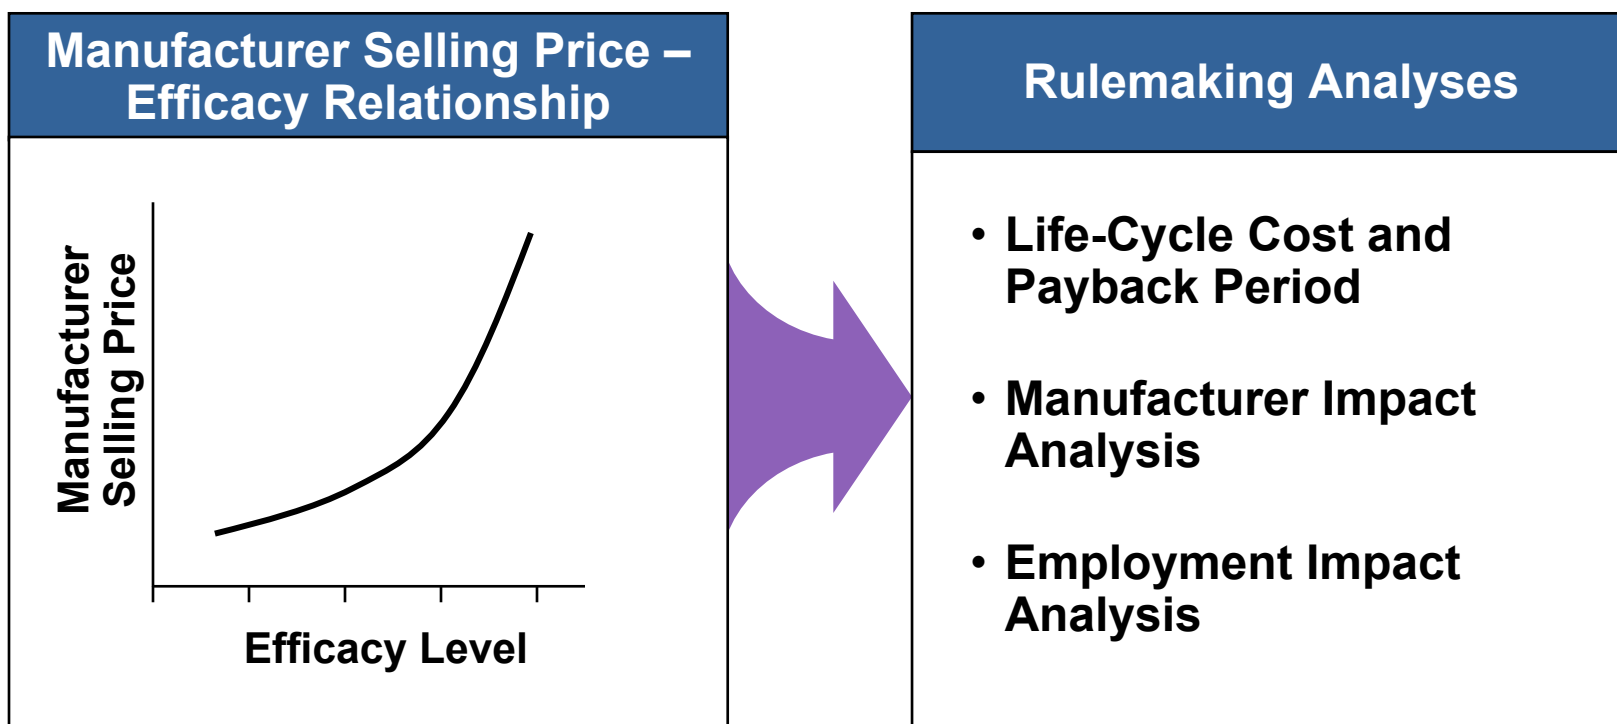 Manufacturer Selling Price –
Efficacy Relationship
Manufacturer
Selling Price
Efficacy Level
Rulemaking Analyses
• Life-Cycle Cost and
Payback Period
• Manufacturer Impact
Analysis
• Employment Impact
Analysis